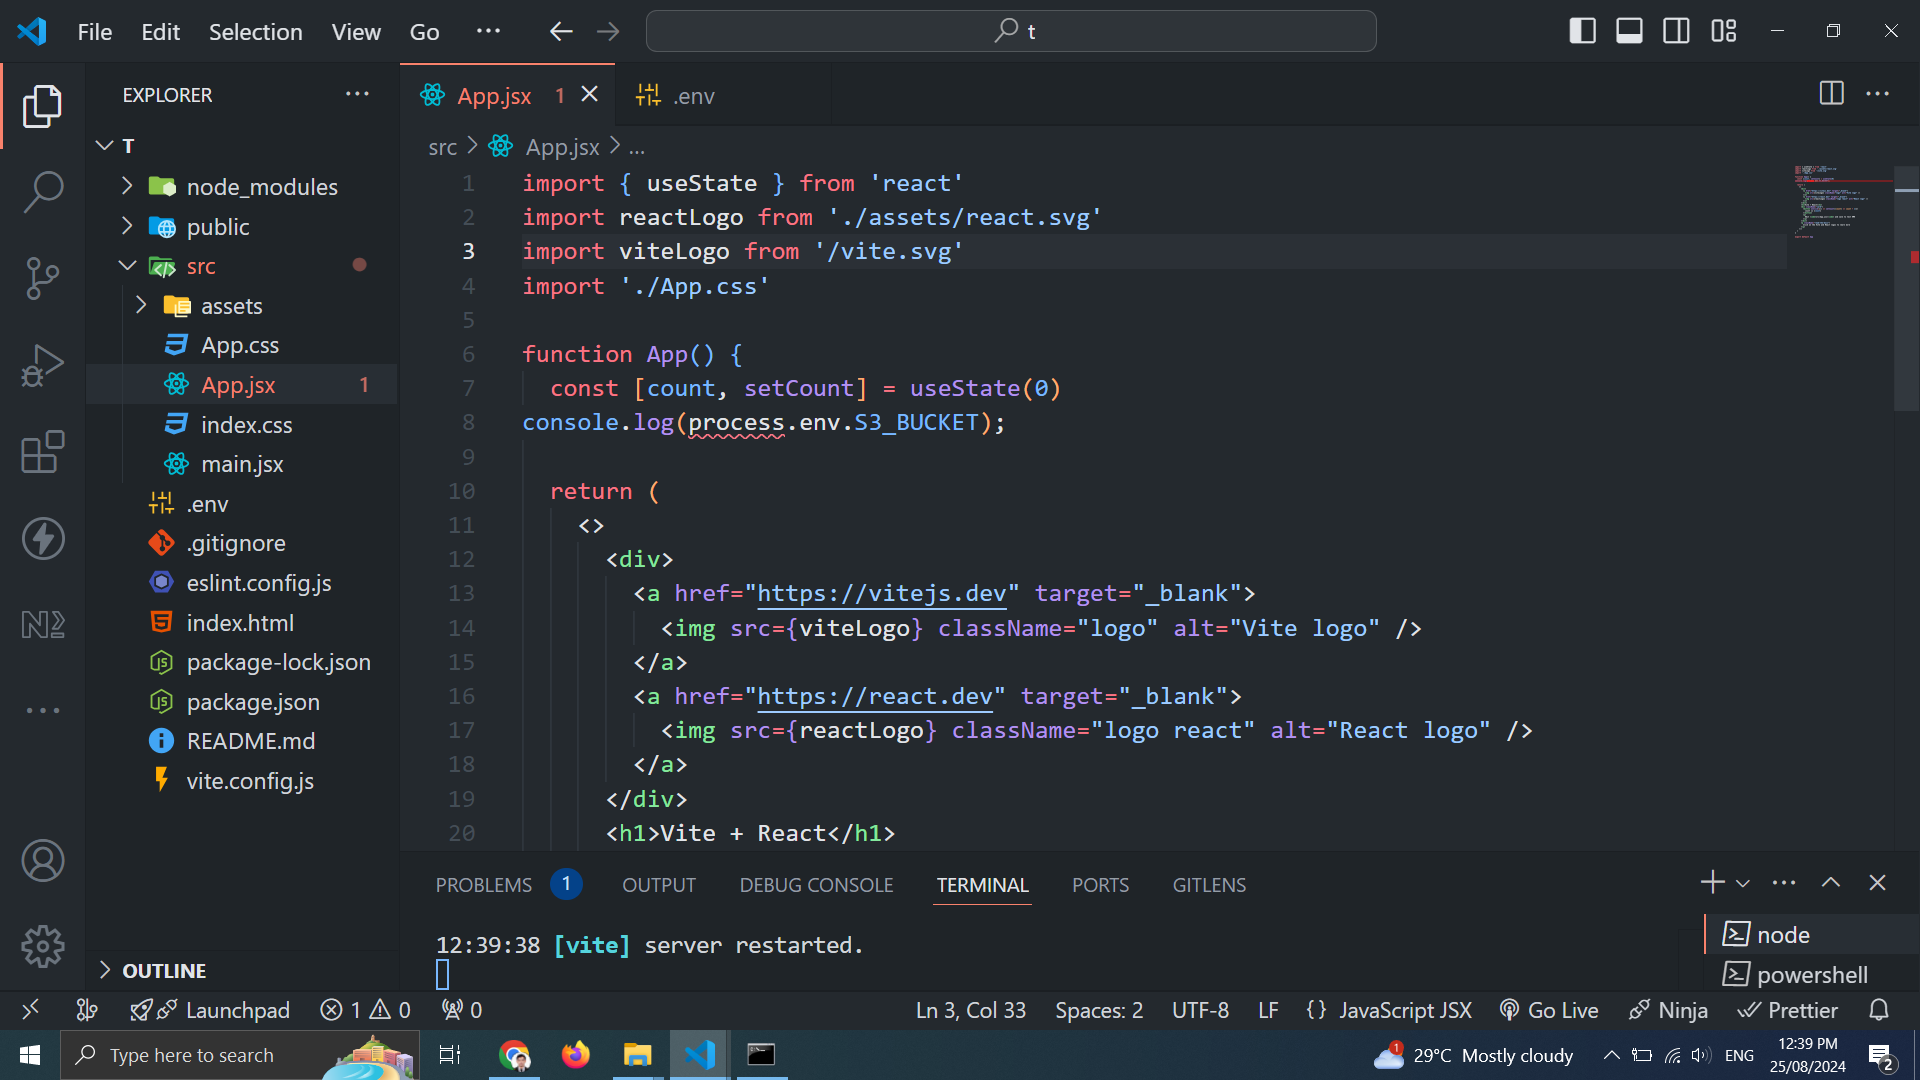 File Edit Selection View Go ... t
EXPLORER ...
T
node_modules
public
src
assets
App.css
App.jsx 1
index.css
main.jsx
.env
.gitignore
eslint.config.js
index.html
package-lock.json
package.json
README.md
vite.config.js
OUTLINE
App.jsx 1 .env
src > App.jsx > ...
1 import { useState } from 'react'
2 import reactLogo from './assets/react.svg'
3 import viteLogo from '/vite.svg'
4 import './App.css'
5
6 function App() {
7 const [count, setCount] = useState(0)
8 console.log(process.env.S3_BUCKET);
9
10 return (
11 <>
12 <div>
13 <a href="https://vitejs.dev" target="_blank">
14 <img src={viteLogo} className="logo" alt="Vite logo" />
15 </a>
16 <a href="https://react.dev" target="_blank">
17 <img src={reactLogo} className="logo react" alt="React logo" />
18 </a>
19 </div>
20 <h1>Vite + React</h1>
PROBLEMS 1 OUTPUT DEBUG CONSOLE TERMINAL PORTS GITLENS
12:39:38 [vite] server restarted.
node
powershell
Launchpad 1 0 0 Ln 3, Col 33 Spaces: 2 UTF-8 LF {} JavaScript JSX Go Live Ninja Prettier
Type here to search 1 29°C Mostly cloudy ENG 12:39 PM
25/08/2024 2